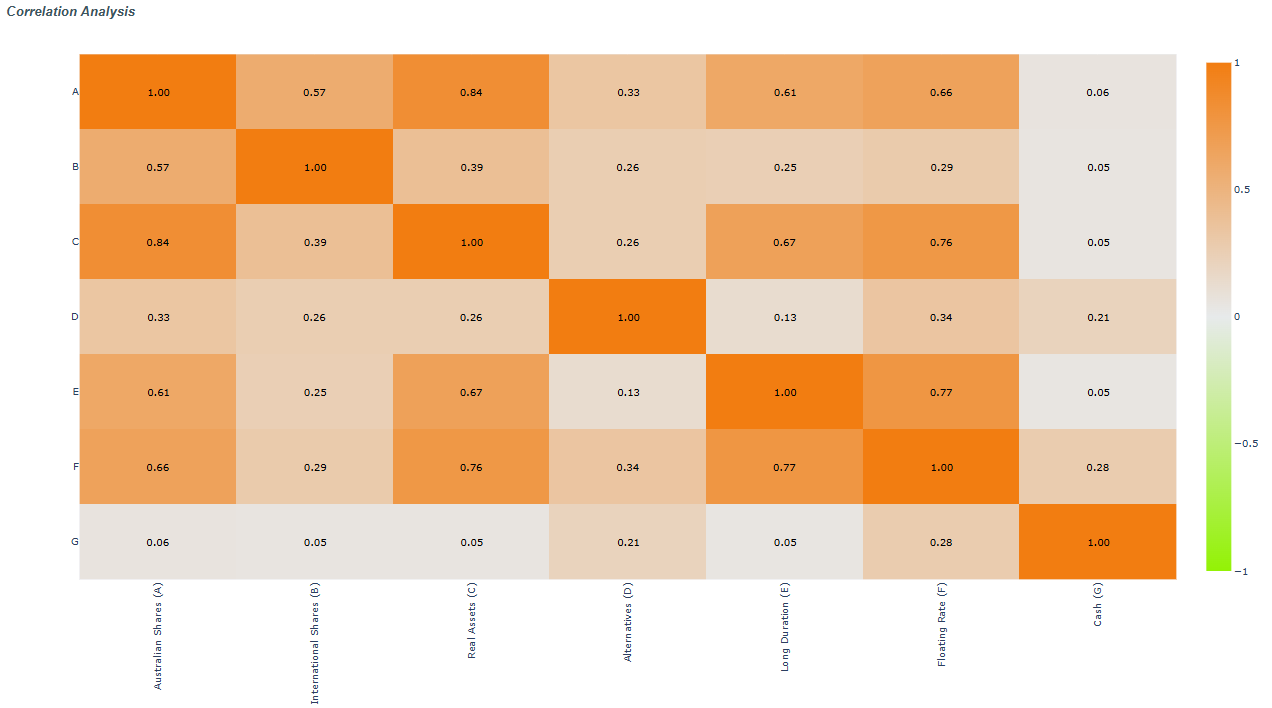 Correlation Analysis
A 1.00 0.57 0.84 0.33 0.61 0.66 0.06
B 0.57 1.00 0.39 0.26 0.25 0.29 0.05
C 0.84 0.39 1.00 0.26 0.67 0.76 0.05
D 0.33 0.26 0.26 1.00 0.13 0.34 0.21
E 0.61 0.25 0.67 0.13 1.00 0.77 0.05
F 0.66 0.29 0.76 0.34 0.77 1.00 0.28
G 0.06 0.05 0.05 0.21 0.05 0.28 1.00
Australian Shares (A)
International Shares (B)
Real Assets (C)
Alternatives (D)
Long Duration (E)
Floating Rate (F)
Cash (G)
1
0.5
0
−0.5
−1